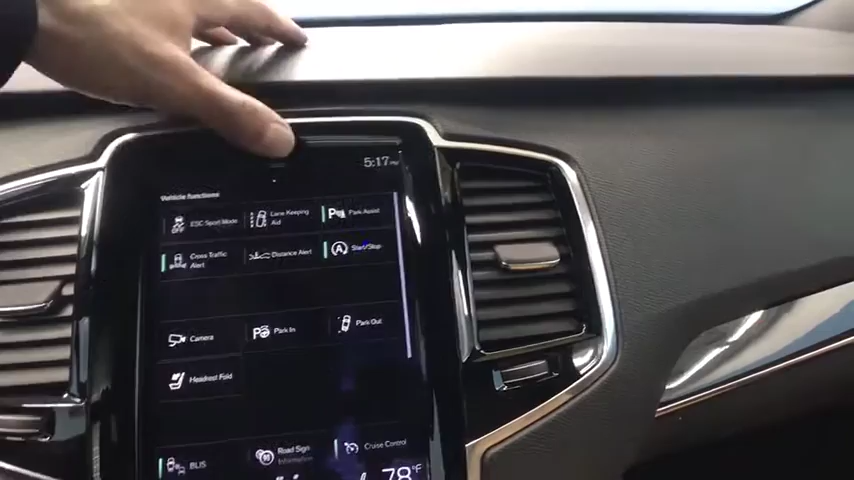 5:17PM
Vehicle functions
ESC Sport Mode
Lane Keeping
Aid
Park Assist
Cross Traffic
Alert
Distance Alert
Start/Stop
Camera
Park In
Park Out
Headrest Fold
BLIS
Road Sign
Information
Cruise Control
78°F